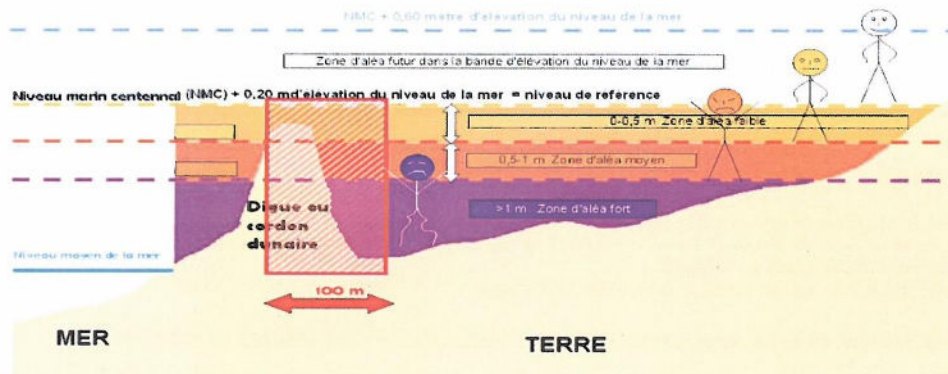 NMC + 0,60 mètre d'élévation du niveau de la mer
Zone d'aléa futur dans la bande d'élévation du niveau de la mer
Niveau marin centennal (NMC) + 0,20 md'élevation du niveau de la mer = niveau de référence
0-0,5 m Zone d'aléa faible
0,5-1 m Zone d'aléa moyen
>1 m Zone d'aléa fort
Digue ou
cordon
dunaire
Niveau moyen de la mer
100 m
MER
TERRE